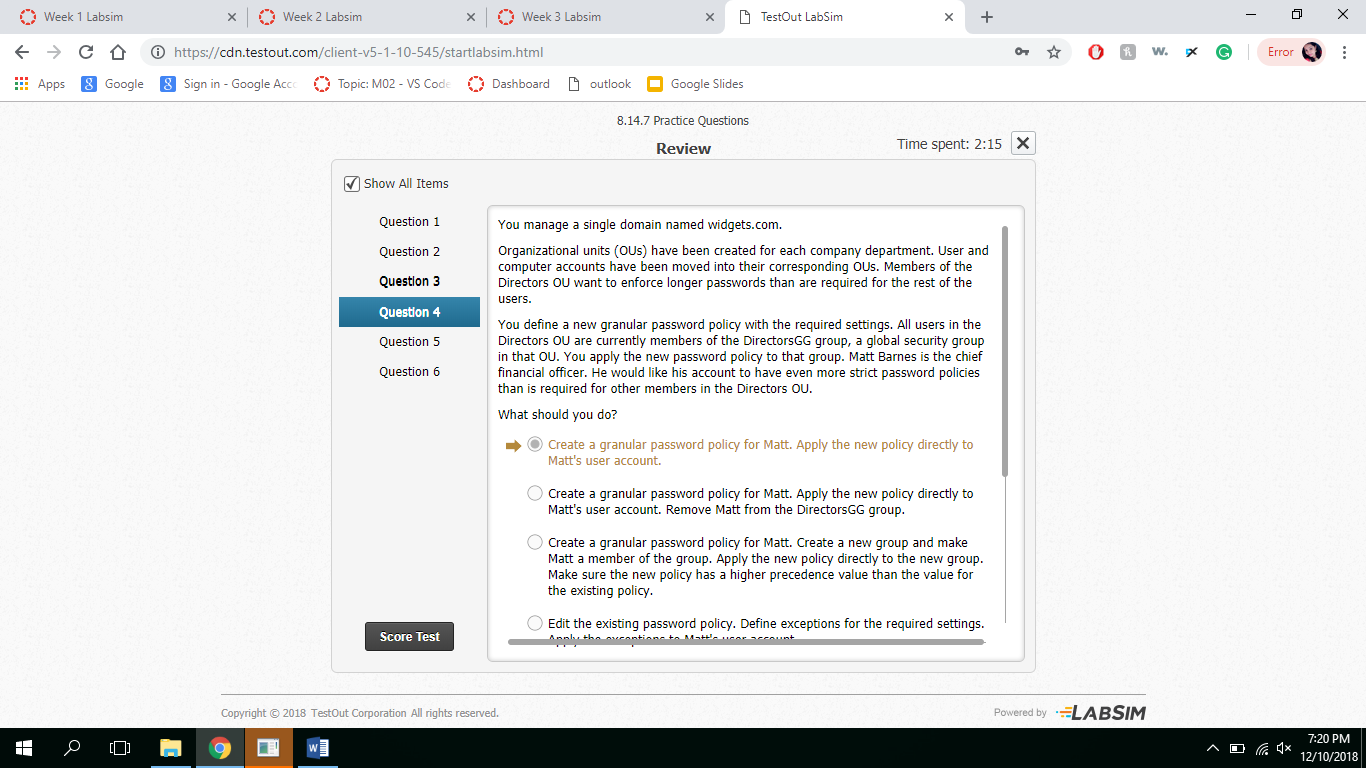 Week 1 Labsim
Week 2 Labsim
Week 3 Labsim
TestOut LabSim
https://cdn.testout.com/client-v5-1-10-545/startlabsim.html
Error
Apps
Google
Sign in - Google Acco
Topic: M02 - VS Code
Dashboard
outlook
Google Slides
8.14.7 Practice Questions
Review
Time spent: 2:15
Show All Items
Question 1
Question 2
Question 3
Question 4
Question 5
Question 6
Score Test
You manage a single domain named widgets.com.
Organizational units (OUs) have been created for each company department. User and
computer accounts have been moved into their corresponding OUs. Members of the
Directors OU want to enforce longer passwords than are required for the rest of the
users.
You define a new granular password policy with the required settings. All users in the
Directors OU are currently members of the DirectorsGG group, a global security group
in that OU. You apply the new password policy to that group. Matt Barnes is the chief
financial officer. He would like his account to have even more strict password policies
than is required for other members in the Directors OU.
What should you do?
Create a granular password policy for Matt. Apply the new policy directly to
Matt's user account.
Create a granular password policy for Matt. Apply the new policy directly to
Matt's user account. Remove Matt from the DirectorsGG group.
Create a granular password policy for Matt. Create a new group and make
Matt a member of the group. Apply the new policy directly to the new group.
Make sure the new policy has a higher precedence value than the value for
the existing policy.
Edit the existing password policy. Define exceptions for the required settings.
Apply the exceptions to Matt's user account.
Copyright © 2018 TestOut Corporation All rights reserved.
Powered by LABSIM
7:20 PM
12/10/2018